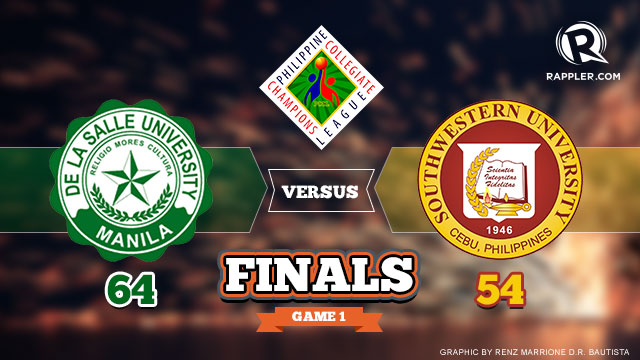 PHILIPPINE COLLEGIATE
CHAMPIONS LEAGUE
PCCL
R
RAPPLER.COM
DE LA SALLE UNIVERSITY
RELIGIO MORES CULTURA
MANILA
VERSUS
SOUTHWESTERN UNIVERSITY
Scientia
Integritas
Fidelitas
1946
CEBU, PHILIPPINES
64
FINALS
54
GAME 1
GRAPHIC BY RENZ MARRIONE D.R. BAUTISTA